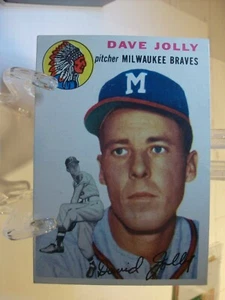 DAVE JOLLY
pitcher MILWAUKEE BRAVES
M
David Jolly